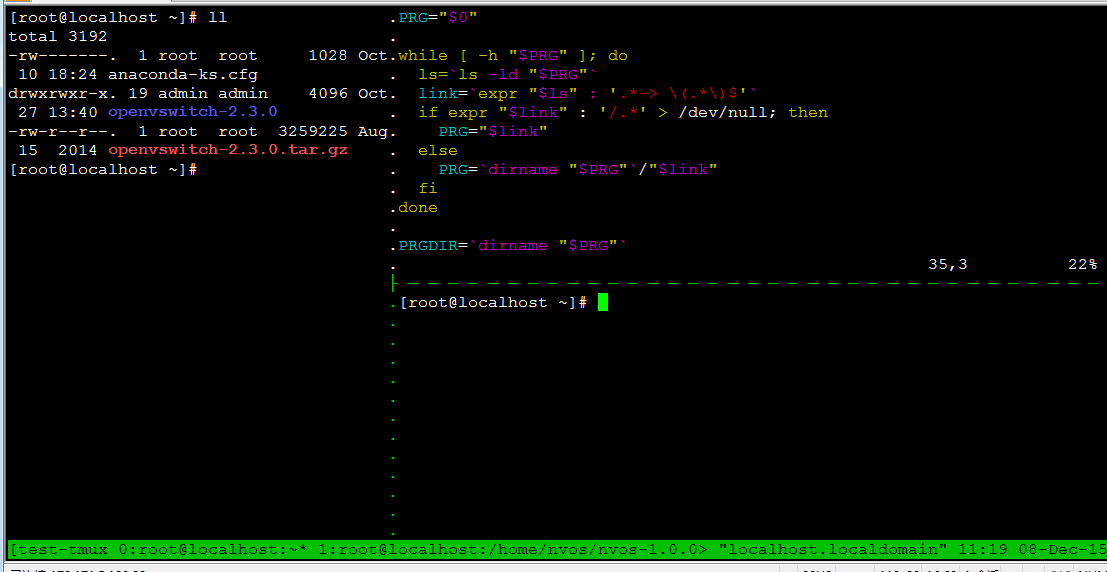 [root@localhost ~]# ll
total 3192
-rw-------.  1 root  root     1028 Oct
 10 18:24 anaconda-ks.cfg
drwxrwxr-x. 19 admin admin    4096 Oct
 27 13:40 openvswitch-2.3.0
-rw-r--r--.  1 root  root  3259225 Aug
 15  2014 openvswitch-2.3.0.tar.gz
[root@localhost ~]#
PRG="$0"
while [ -h "$PRG" ]; do
  ls=`ls -ld "$PRG"`
  link=`expr "$ls" : '.*-> \(.*\)$'`
  if expr "$link" : '/.*' > /dev/null; then
    PRG="$link"
  else
    PRG=`dirname "$PRG"`/"$link"
  fi
done
PRGDIR=`dirname "$PRG"`
35,3          22%
[root@localhost ~]#
[test-tmux 0:root@localhost:~* 1:root@localhost:/home/nvos/nvos-1.0.0> "localhost.localdomain" 11:19 08-Dec-15